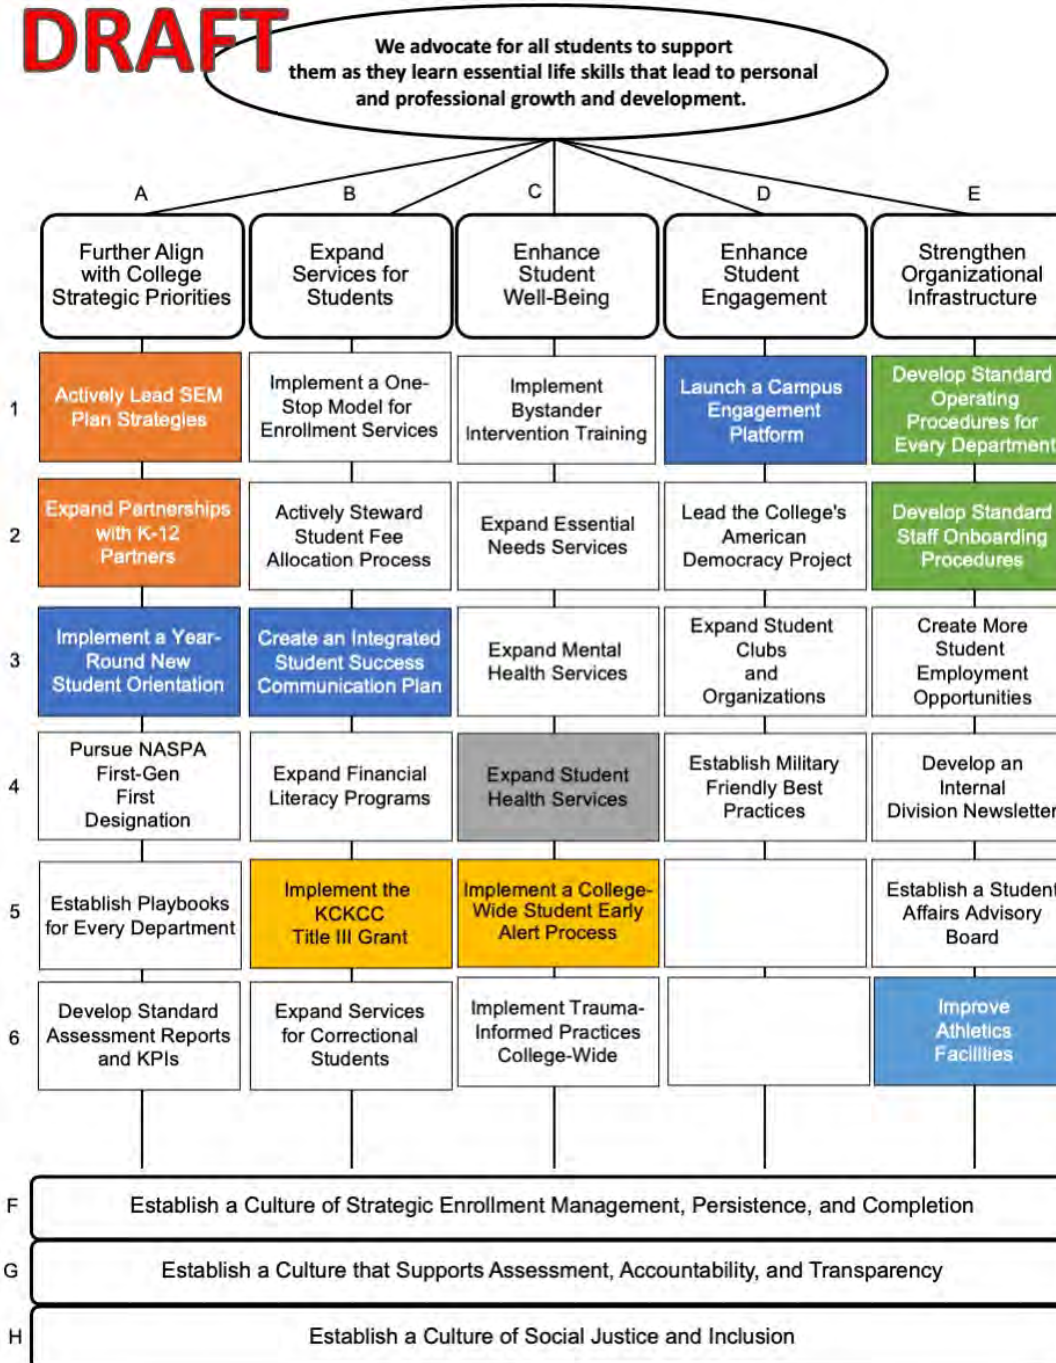 DRAFT
We advocate for all students to support
them as they learn essential life skills that lead to personal
and professional growth and development.
A
B
C
D
E
Further Align
with College
Strategic Priorities
Expand
Services for
Students
Enhance
Student
Well-Being
Enhance
Student
Engagement
Strengthen
Organizational
Infrastructure
1
Actively Lead SEM
Plan Strategies
Implement a One-
Stop Model for
Enrollment Services
Implement
Bystander
Intervention Training
Launch a Campus
Engagement
Platform
Develop Standard
Operating
Procedures for
Every Department
2
Expand Partnerships
with K-12
Partners
Actively Steward
Student Fee
Allocation Process
Expand Essential
Needs Services
Lead the College's
American
Democracy Project
Develop Standard
Staff Onboarding
Procedures
3
Implement a Year-
Round New
Student Orientation
Create an Integrated
Student Success
Communication Plan
Expand Mental
Health Services
Expand Student
Clubs
and
Organizations
Create More
Student
Employment
Opportunities
4
Pursue NASPA
First-Gen
First
Designation
Expand Financial
Literacy Programs
Expand Student
Health Services
Establish Military
Friendly Best
Practices
Develop an
Internal
Division Newsletter
5
Establish Playbooks
for Every Department
Implement the
KCKCC
Title III Grant
Implement a College-
Wide Student Early
Alert Process
Establish a Student
Affairs Advisory
Board
6
Develop Standard
Assessment Reports
and KPIs
Expand Services
for Correctional
Students
Implement Trauma-
Informed Practices
College-Wide
Improve
Athletics
Facilities
F
Establish a Culture of Strategic Enrollment Management, Persistence, and Completion
G
Establish a Culture that Supports Assessment, Accountability, and Transparency
H
Establish a Culture of Social Justice and Inclusion